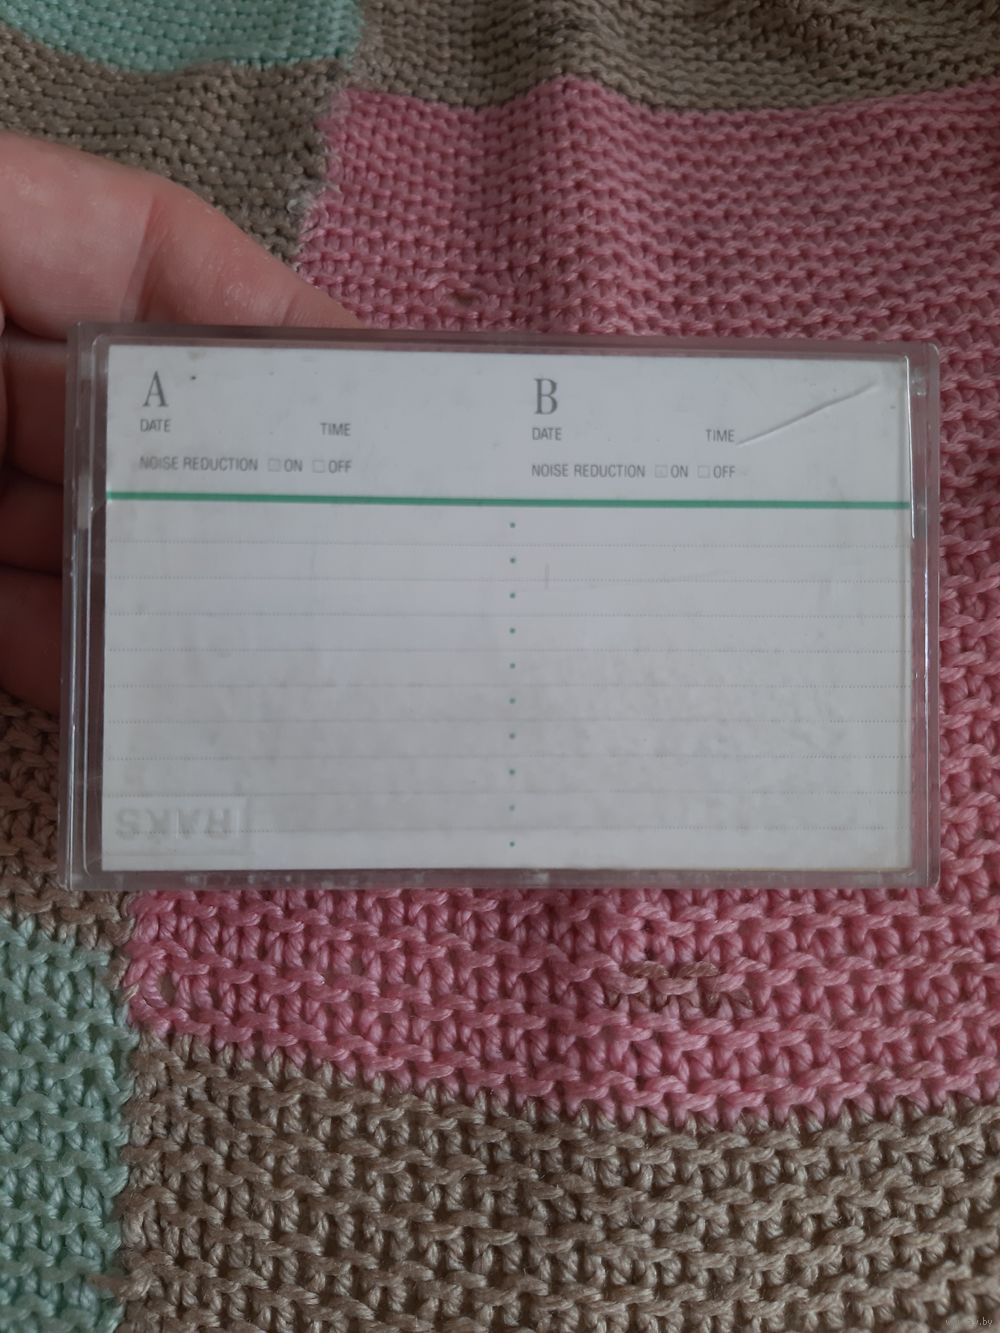 A
DATE TIME
NOISE REDUCTION ☐ ON ☐ OFF
B
DATE TIME
NOISE REDUCTION ☐ ON ☐ OFF
RAKS